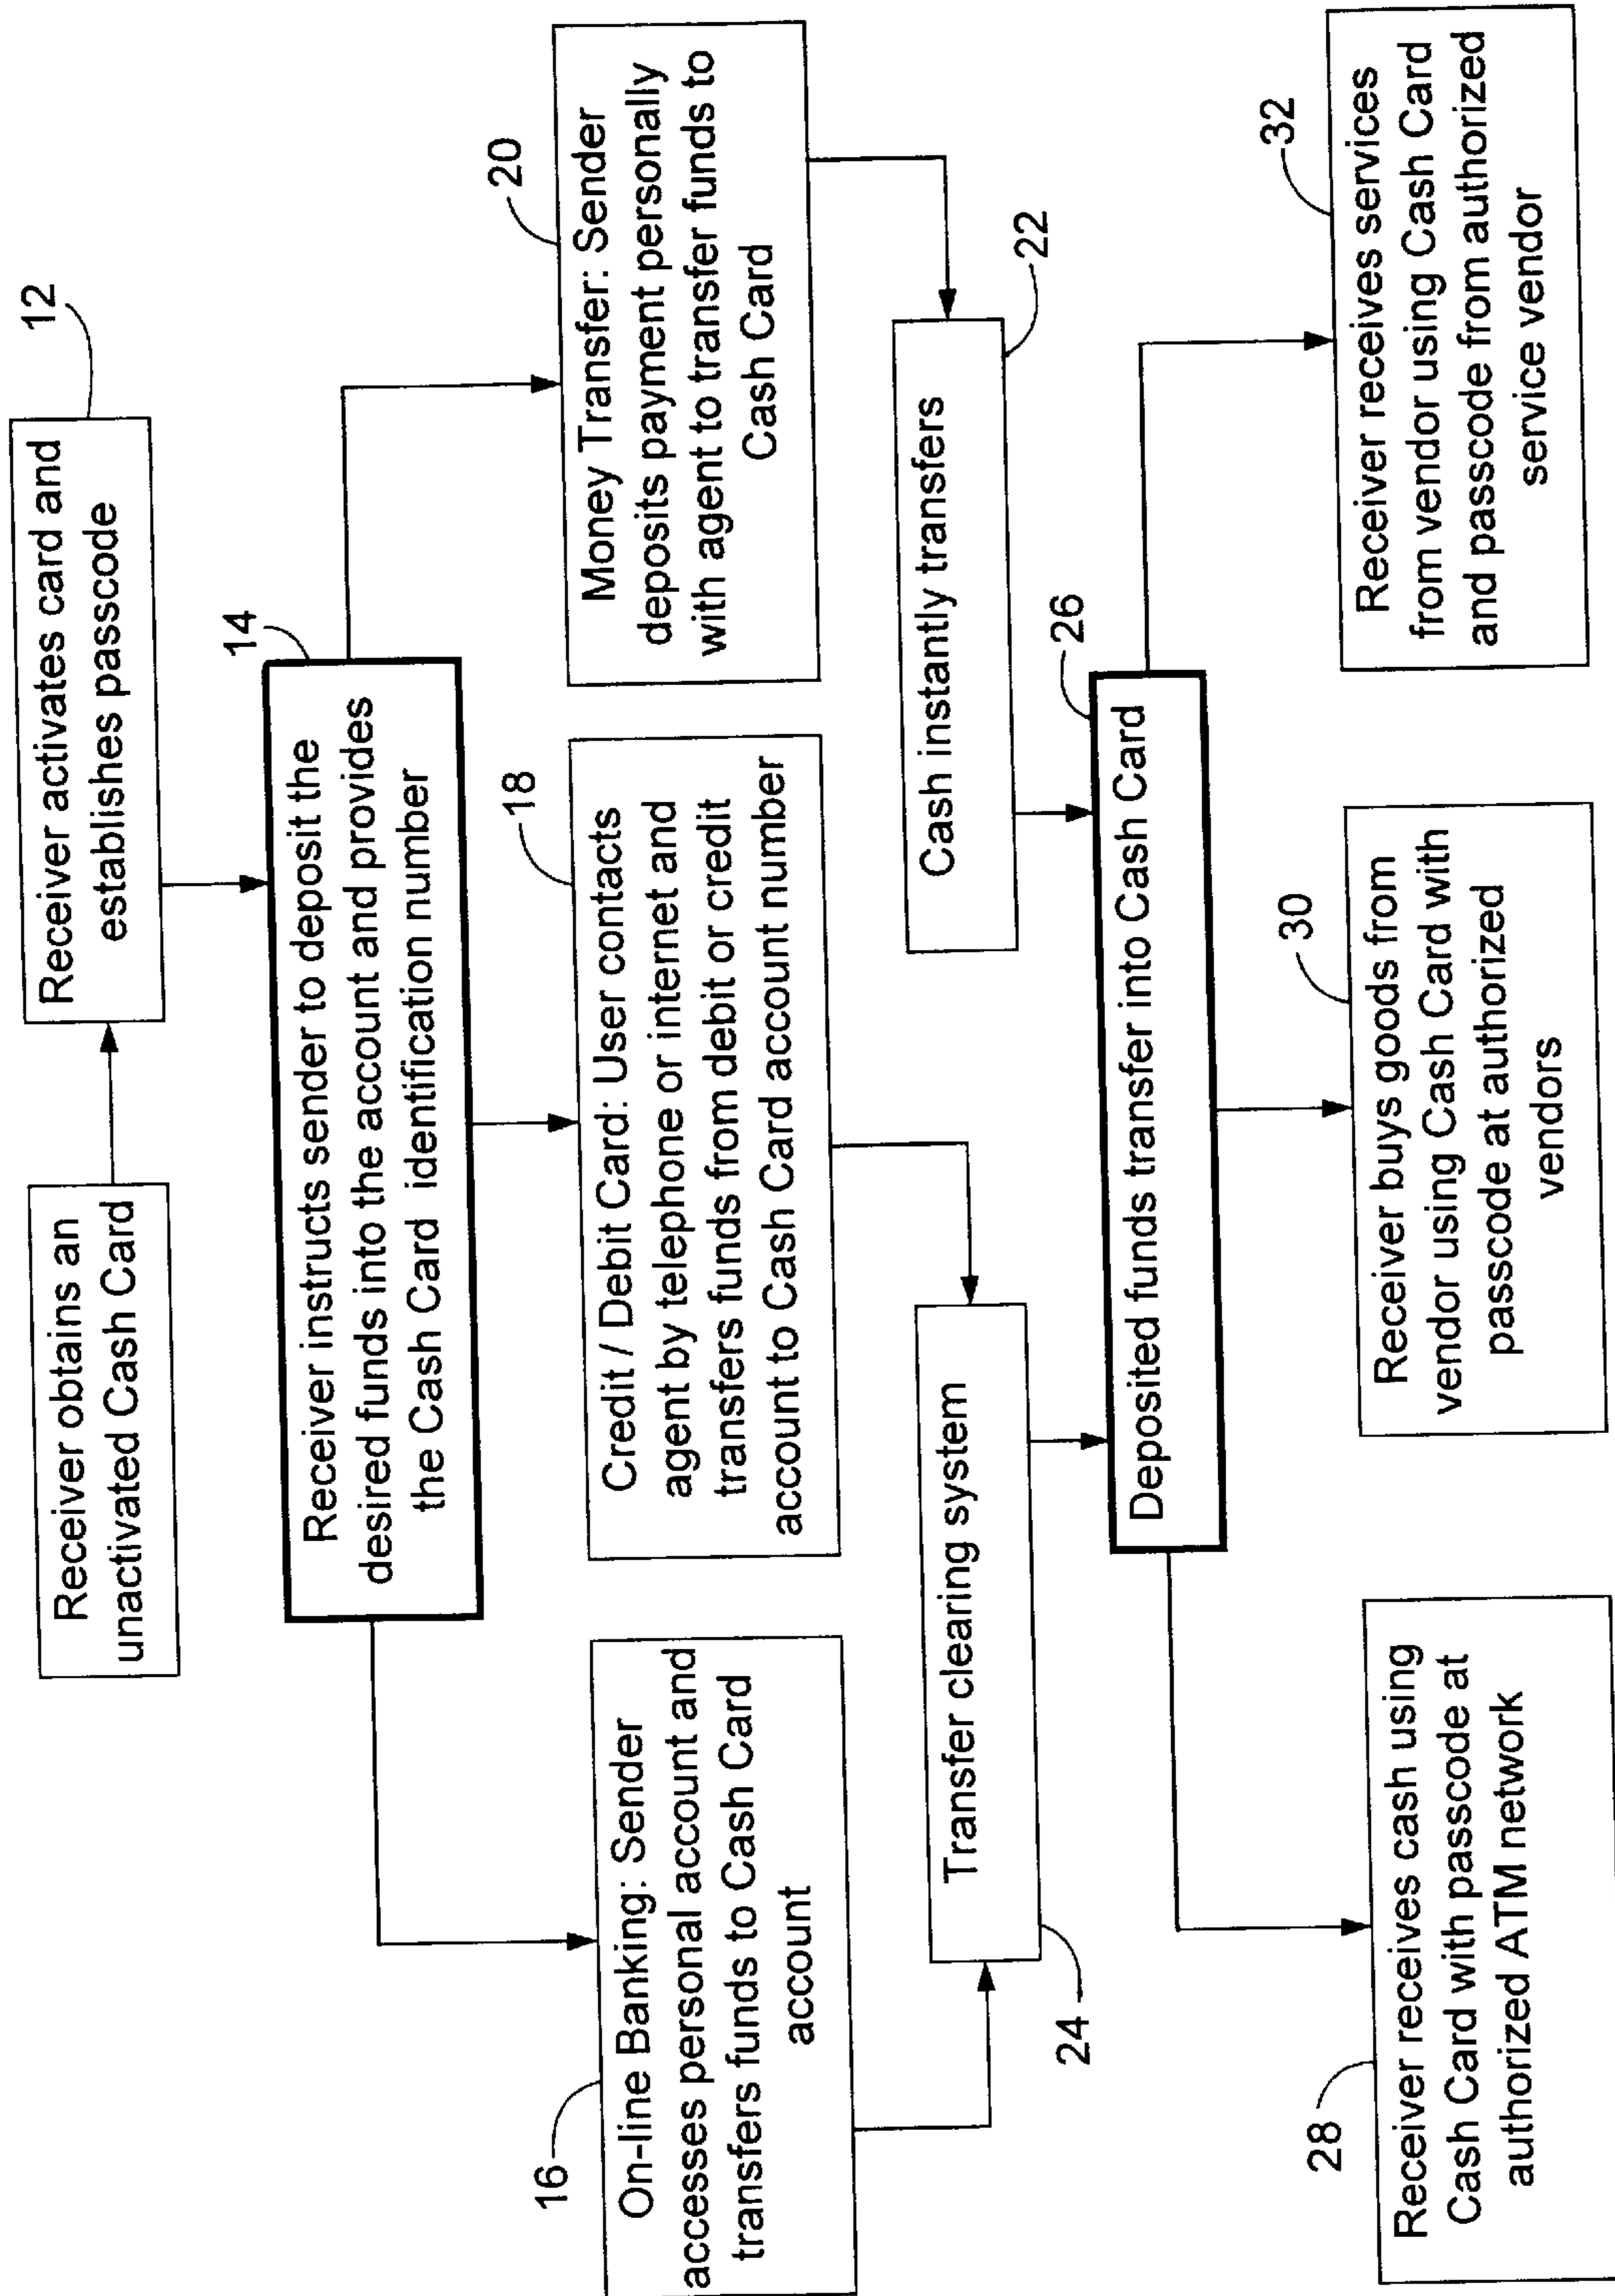 Receiver obtains an
unactivated Cash Card
Receiver activates card and
establishes passcode
12
14
Receiver instructs sender to deposit the
desired funds into the account and provides
the Cash Card identification number
16
On-line Banking: Sender
accesses personal account and
transfers funds to Cash Card
account
18
Credit / Debit Card: User contacts
agent by telephone or internet and
transfers funds from debit or credit
account to Cash Card account number
20
Money Transfer: Sender
deposits payment personally
with agent to transfer funds to
Cash Card
24
Transfer clearing system
Cash instantly transfers
22
26
Deposited funds transfer into Cash Card
28
Receiver receives cash using
Cash Card with passcode at
authorized ATM network
30
Receiver buys goods from
vendor using Cash Card with
passcode at authorized
vendors
32
Receiver receives services
from vendor using Cash Card
and passcode from authorized
service vendor